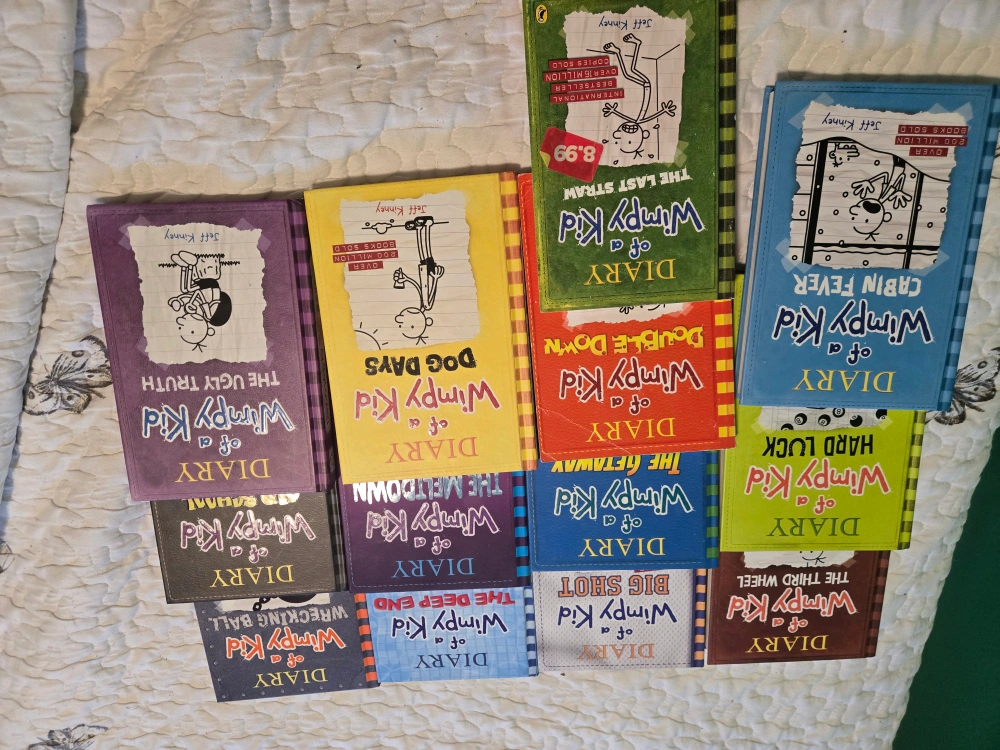 DIARY
of a
Wimpy Kid
THE THIRD WHEEL
DIARY
of a
Wimpy Kid
BIG SHOT
DIARY
of a
Wimpy Kid
THE DEEP END
DIARY
of a
Wimpy Kid
WRECKING BALL
DIARY
of a
Wimpy Kid
HARD LUCK
DIARY
of a
Wimpy Kid
THE GETAWAY
DIARY
of a
Wimpy Kid
THE MELTDOWN
DIARY
of a
Wimpy Kid
OLD SCHOOL
DIARY
of a
Wimpy Kid
CABIN FEVER
OVER
200 MILLION
BOOKS SOLD
Jeff Kinney
DIARY
of a
Wimpy Kid
DOUBLE DOWN
DIARY
of a
Wimpy Kid
THE LAST STRAW
8.99
INTERNATIONAL
BESTSELLER
OVER 16 MILLION
COPIES SOLD
Jeff Kinney
DIARY
of a
Wimpy Kid
DOG DAYS
OVER
200 MILLION
BOOKS SOLD
Jeff Kinney
DIARY
of a
Wimpy Kid
THE UGLY TRUTH
Jeff Kinney